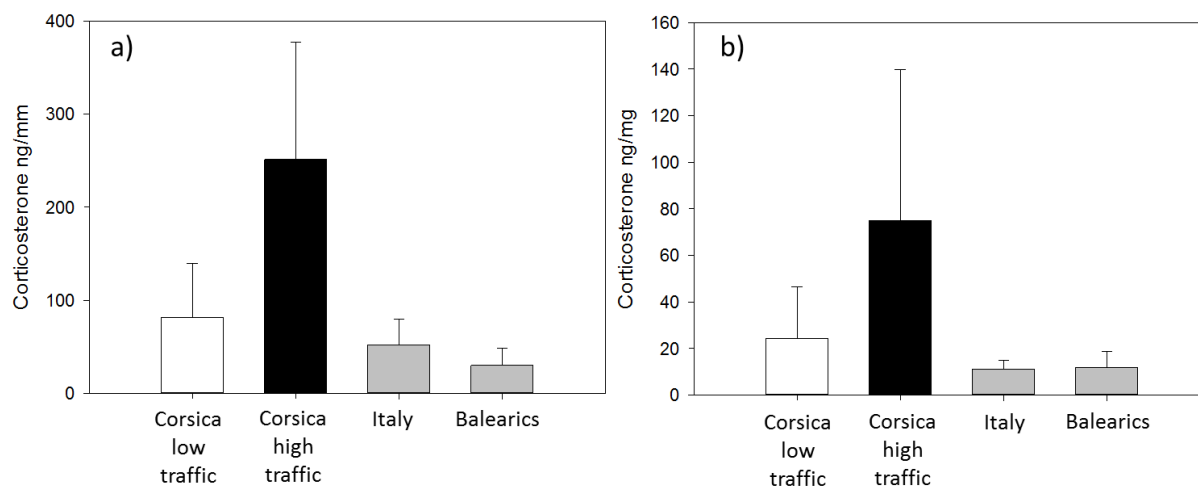 a)
Corticosterone ng/mm
400
300
200
100
0
Corsica
low
traffic
Corsica
high
traffic
Italy
Balearics
b)
Corticosterone ng/mg
160
140
120
100
80
60
40
20
0
Corsica
low
traffic
Corsica
high
traffic
Italy
Balearics